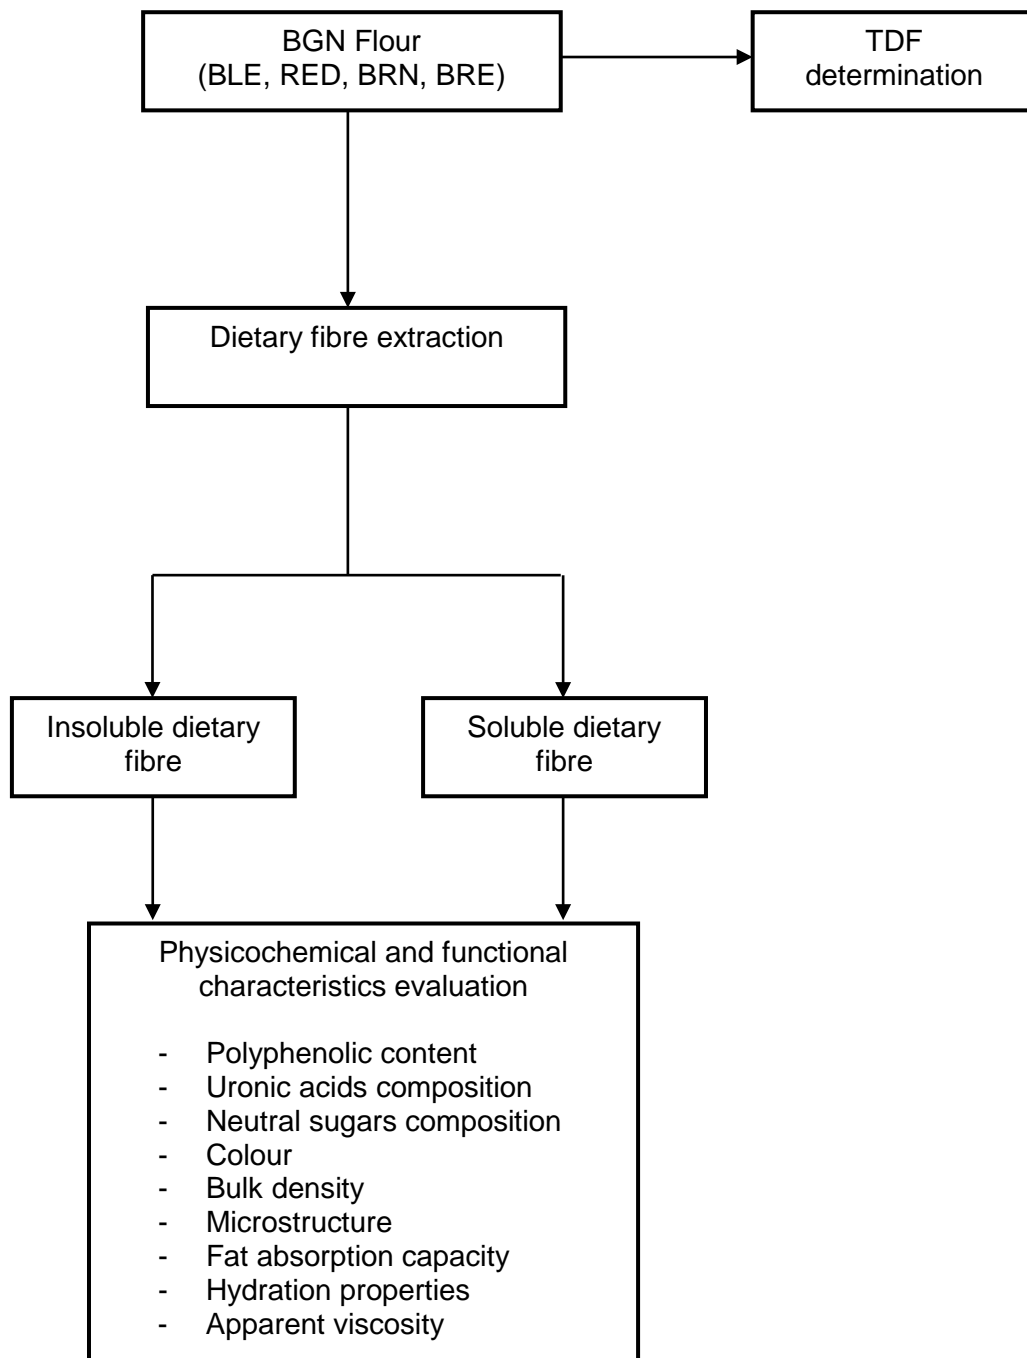 BGN Flour
(BLE, RED, BRN, BRE)
TDF
determination
Dietary fibre extraction
Insoluble dietary
fibre
Soluble dietary
fibre
Physicochemical and functional
characteristics evaluation
- Polyphenolic content
- Uronic acids composition
- Neutral sugars composition
- Colour
- Bulk density
- Microstructure
- Fat absorption capacity
- Hydration properties
- Apparent viscosity